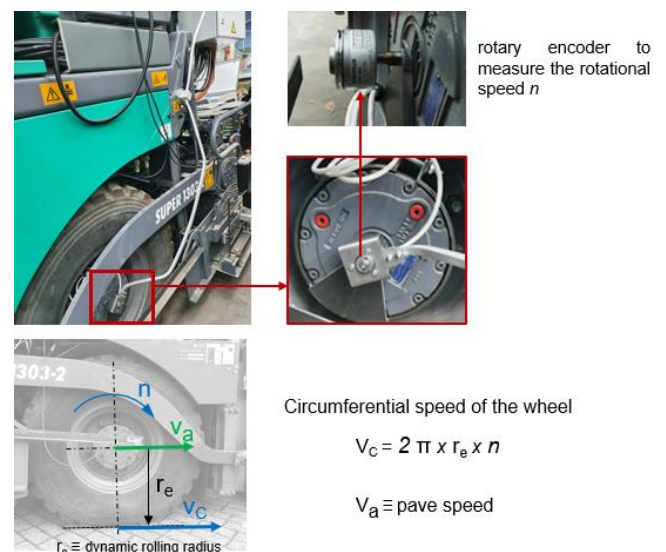 rotary encoder to
measure the rotational
speed n
SUPER 1303-
1303-2
n
va
re
vc
re ≡ dynamic rolling radius
Circumferential speed of the wheel
Vc = 2 π x re x n
Va ≡ pave speed